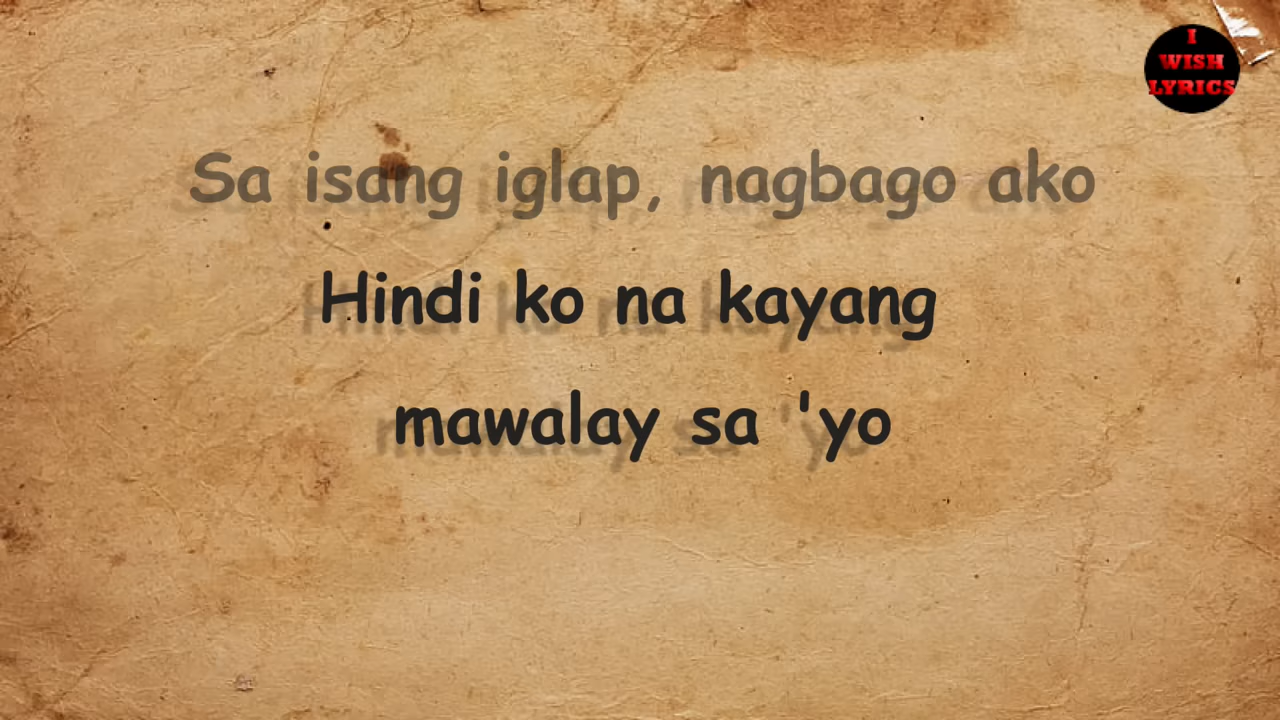 I
WISH
LYRICS
Sa isang iglap, nagbago ako
Hindi ko na kayang
mawalay sa 'yo